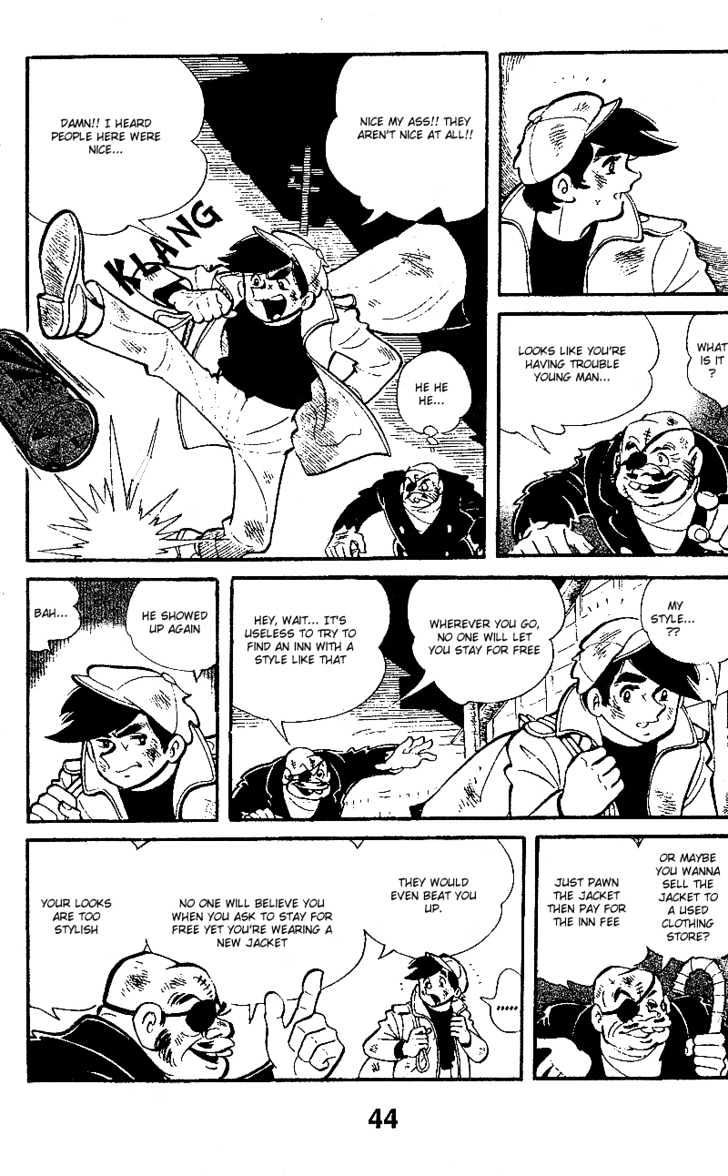 DAMN!! I HEARD
PEOPLE HERE WERE
NICE...
NICE MY ASS!! THEY
AREN'T NICE AT ALL!!
KLANG
HE HE
HE...
LOOKS LIKE YOU'RE
HAVING TROUBLE
YOUNG MAN...
WHAT
IS IT
?
BAH...
HE SHOWED
UP AGAIN
HEY, WAIT... IT'S
USELESS TO TRY TO
FIND AN INN WITH A
STYLE LIKE THAT
WHEREVER YOU GO,
NO ONE WILL LET
YOU STAY FOR FREE
MY
STYLE...
??
YOUR LOOKS
ARE TOO
STYLISH
NO ONE WILL BELIEVE YOU
WHEN YOU ASK TO STAY FOR
FREE YET YOU'RE WEARING A
NEW JACKET
THEY WOULD
EVEN BEAT YOU
UP.
......
JUST PAWN
THE JACKET
THEN PAY FOR
THE INN FEE
OR MAYBE
YOU WANNA
SELL THE
JACKET TO
A USED
CLOTHING
STORE?
44